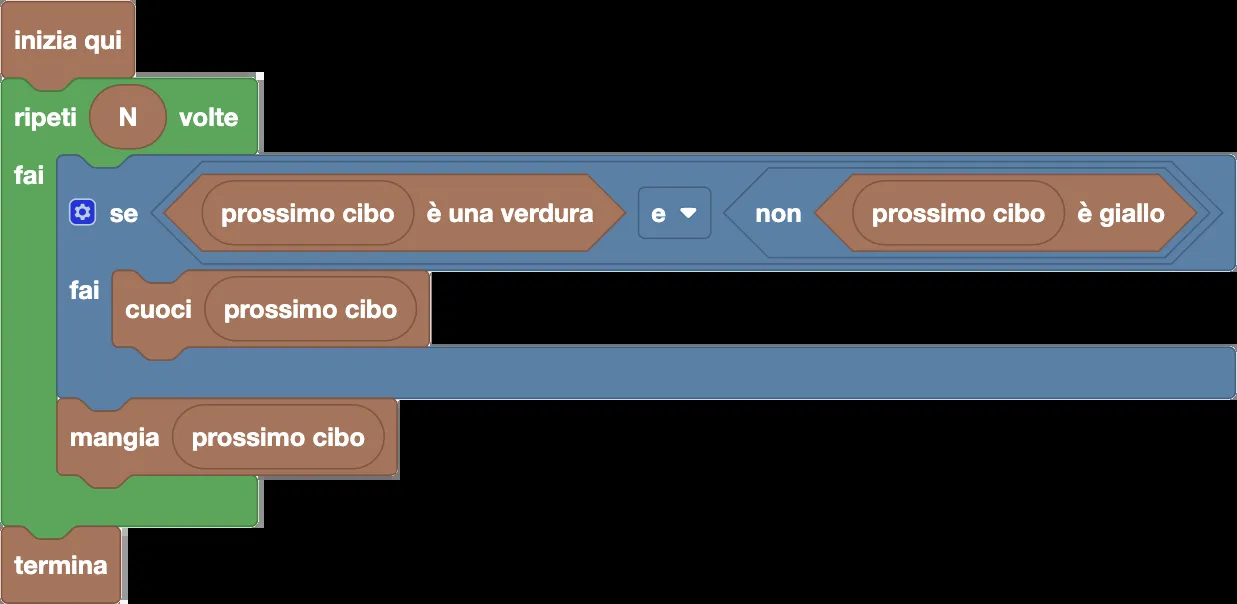 inizia qui
ripeti N volte
fai
se prossimo cibo è una verdura e non prossimo cibo è giallo
fai
cuoci prossimo cibo
mangia prossimo cibo
termina